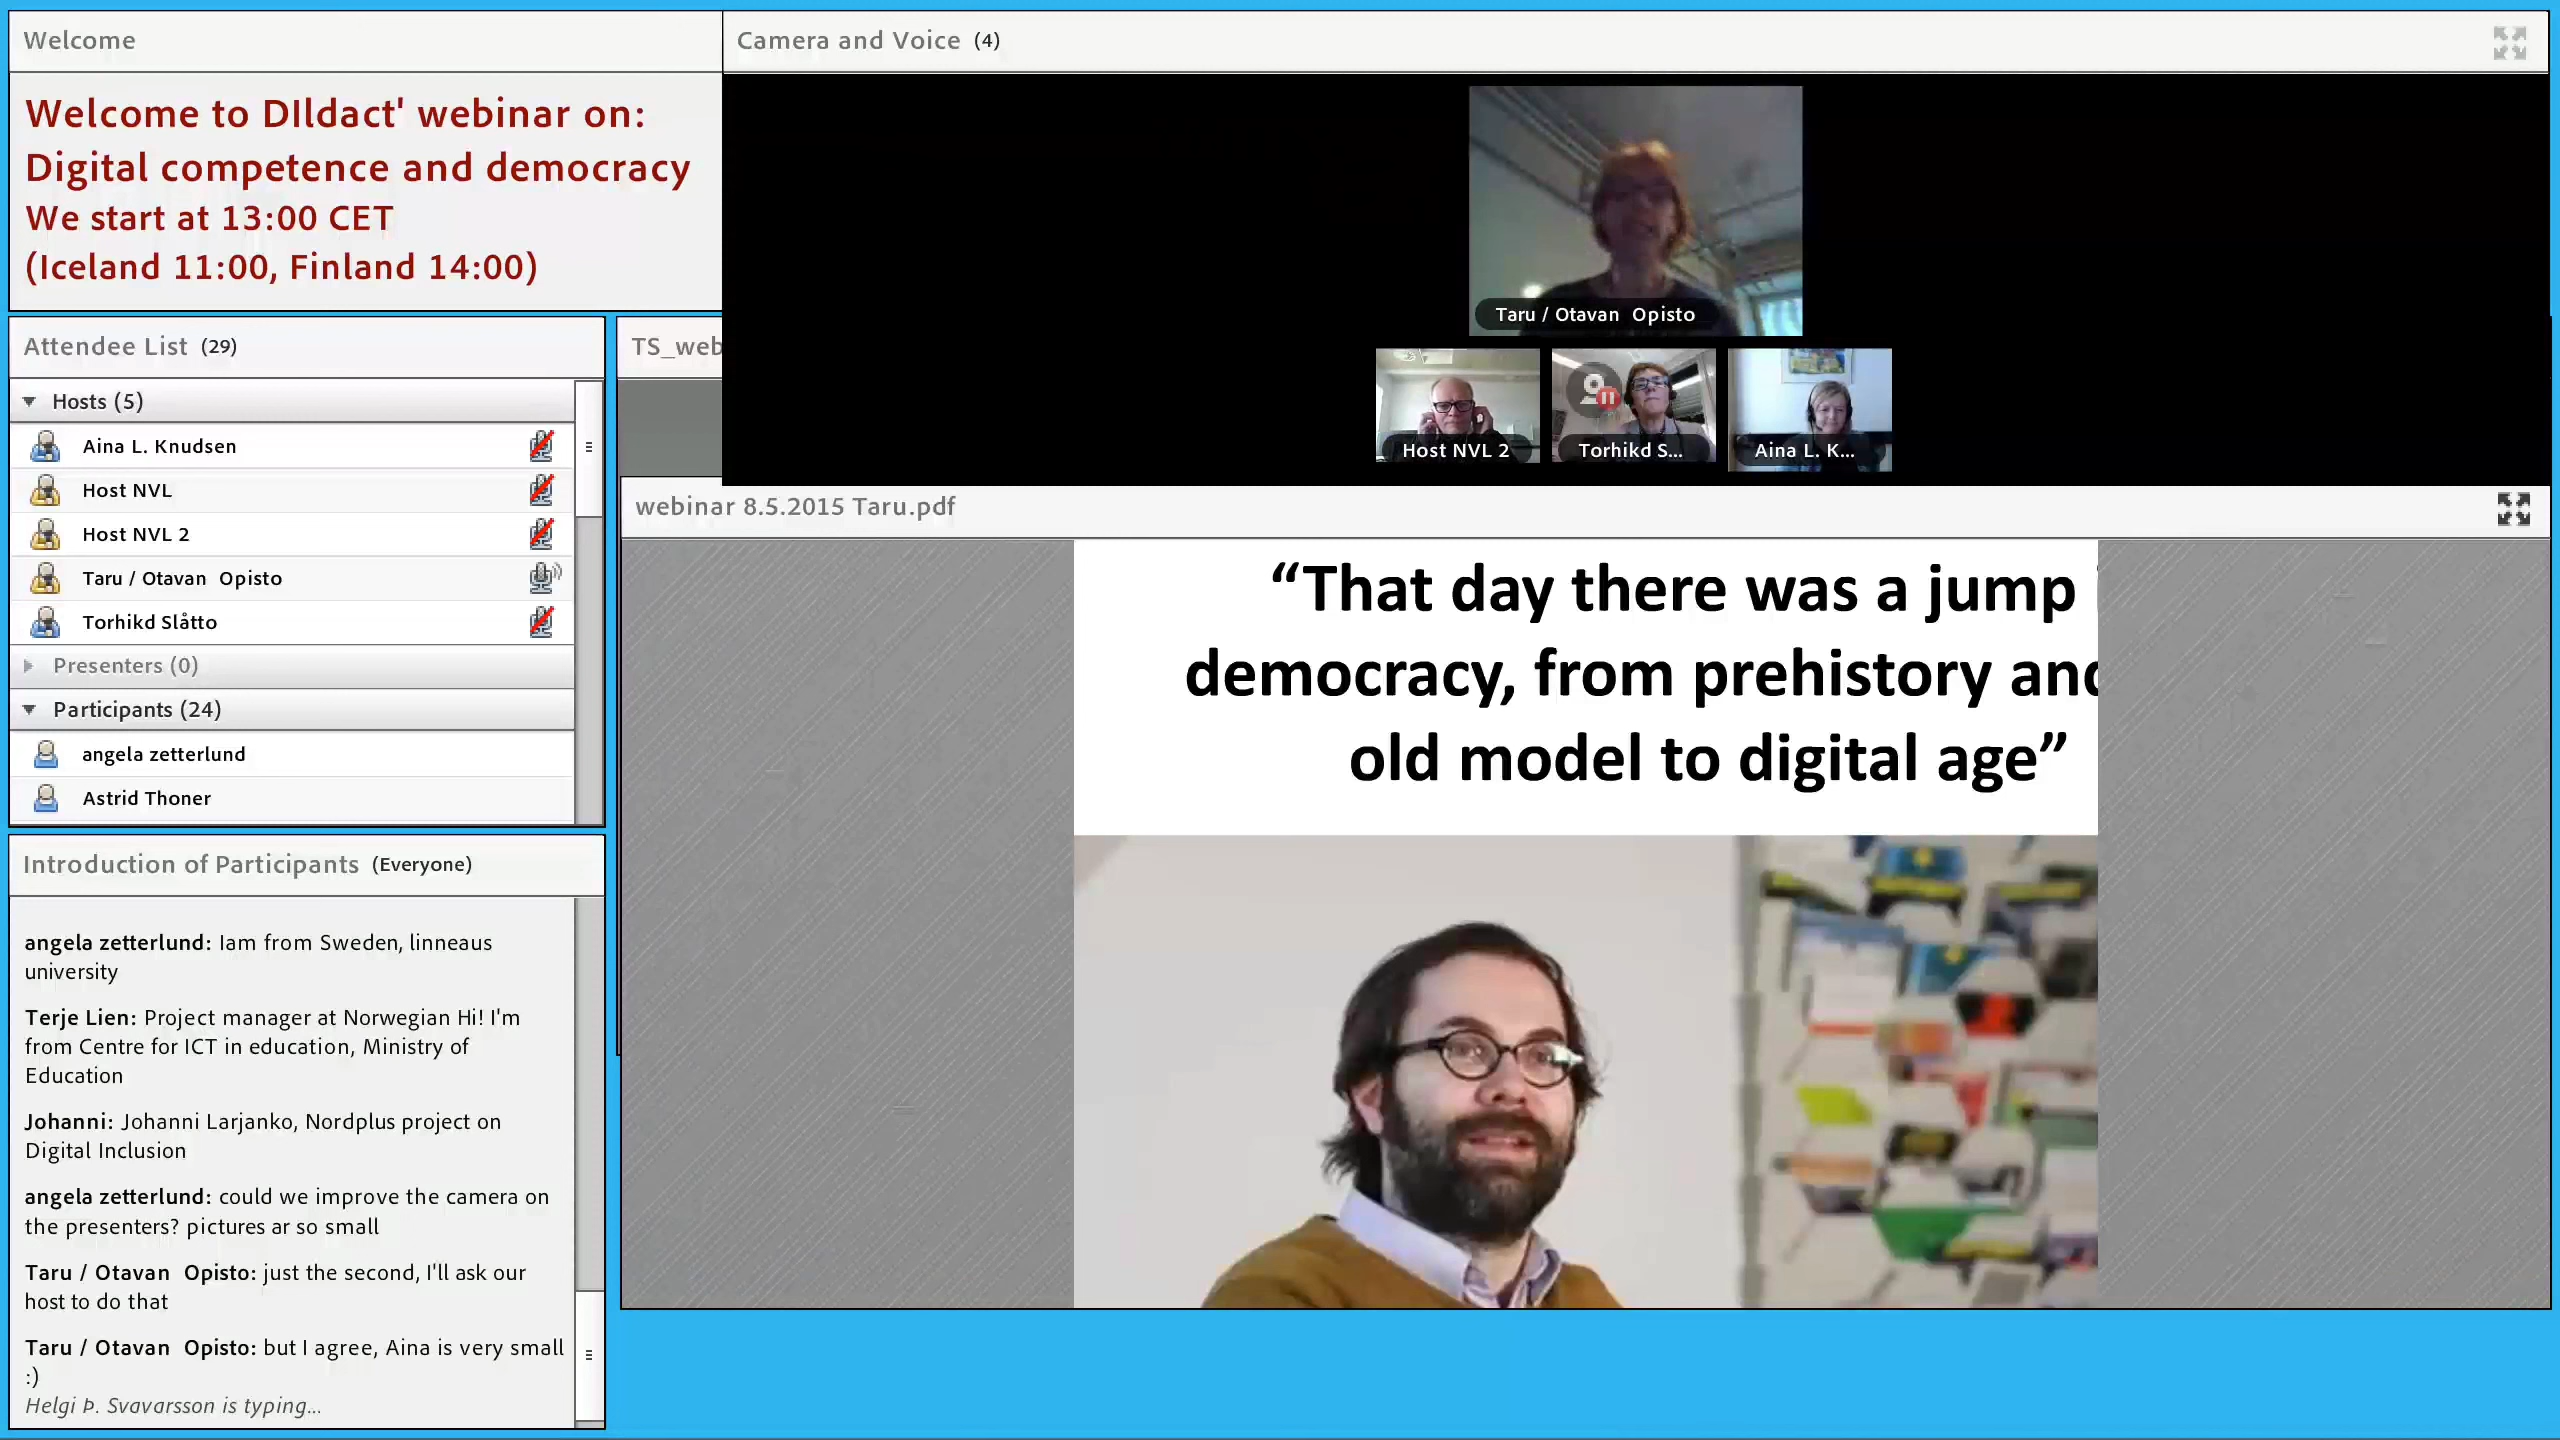 Welcome
Welcome to DIldact' webinar on:
Digital competence and democracy
We start at 13:00 CET
(Iceland 11:00, Finland 14:00)
Camera and Voice (4)
Taru / Otavan Opisto
Host NVL 2
Torhikd S...
Aina L. K...
Attendee List (29)
Hosts (5)
Aina L. Knudsen
Host NVL
Host NVL 2
Taru / Otavan Opisto
Torhikd Slåtto
Presenters (0)
Participants (24)
angela zetterlund
Astrid Thoner
Introduction of Participants (Everyone)
angela zetterlund: Iam from Sweden, linneaus
university
Terje Lien: Project manager at Norwegian Hi! I'm
from Centre for ICT in education, Ministry of
Education
Johanni: Johanni Larjanko, Nordplus project on
Digital Inclusion
angela zetterlund: could we improve the camera on
the presenters? pictures ar so small
Taru / Otavan Opisto: just the second, I'll ask our
host to do that
Taru / Otavan Opisto: but I agree, Aina is very small
:)
Helgi Þ. Svavarsson is typing...
TS_web
webinar 8.5.2015 Taru.pdf
“That day there was a jump
democracy, from prehistory and
old model to digital age”